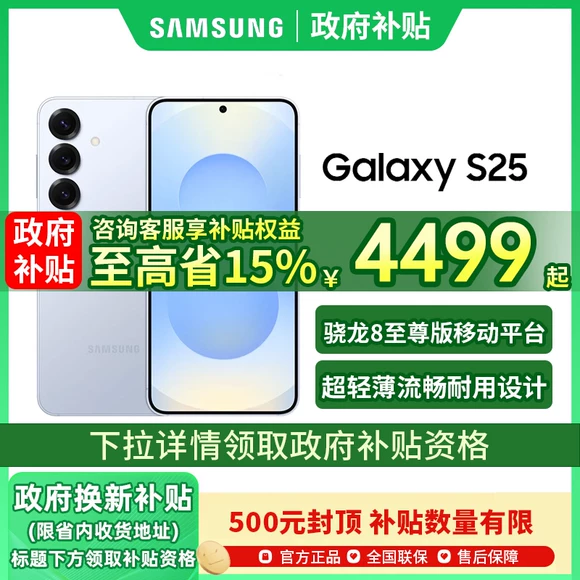 SAMSUNG | 政府补贴
Galaxy S25
政府
补贴
咨询客服享补贴权益
至高省15%
¥4499起
骁龙8至尊版移动平台
超轻薄流畅耐用设计
SAMSUNG
下拉详情领取政府补贴资格
政府换新补贴
(限省内收货地址)
标题下方领取补贴资格
500元封顶 补贴数量有限
官方正品 全国联保 售后保障